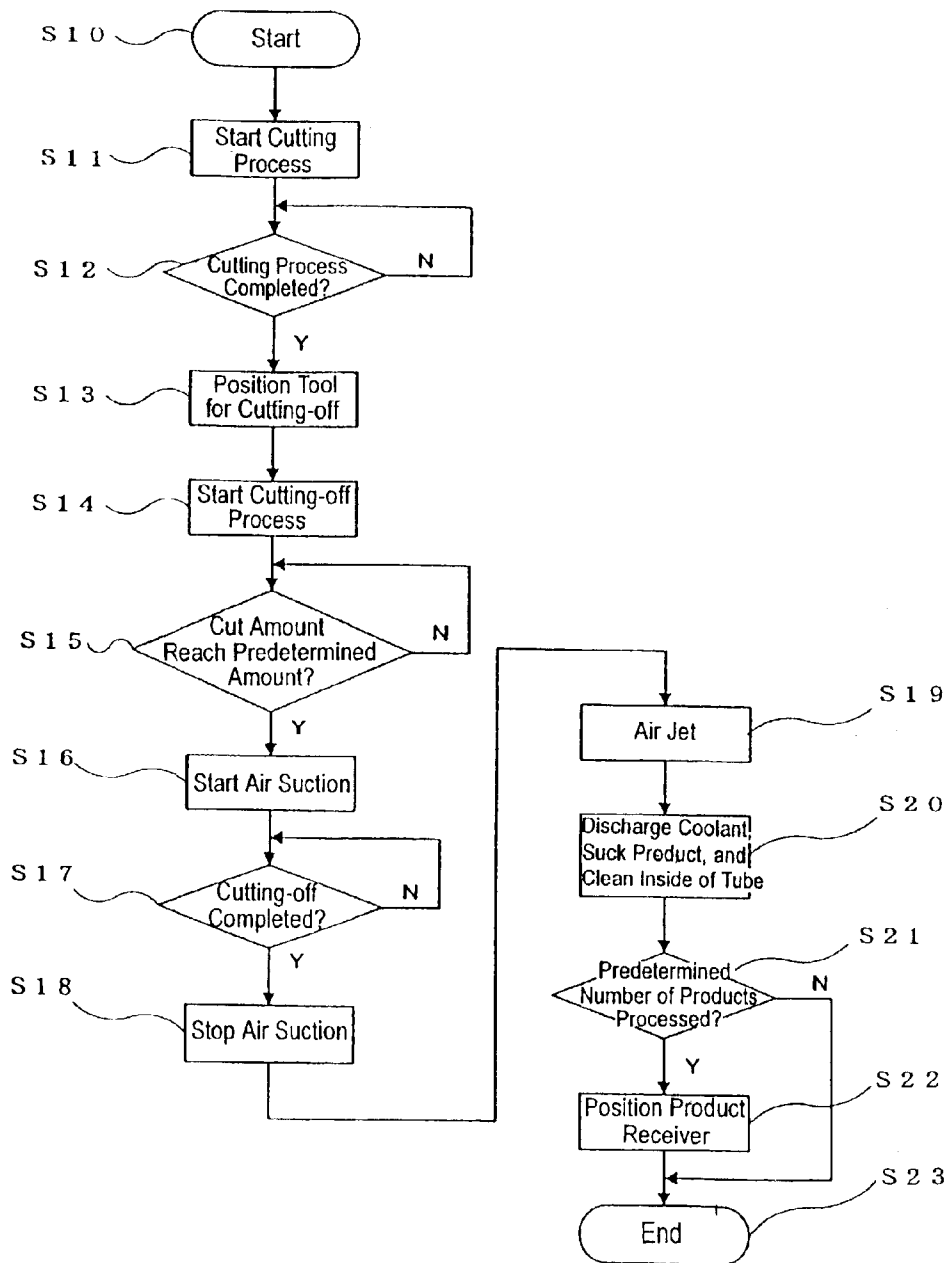 S10
Start
S11
Start Cutting
Process
S12
Cutting Process
Completed?
N
Y
S13
Position Tool
for Cutting-off
S14
Start Cutting-off
Process
S15
Cut Amount
Reach Predetermined
Amount?
N
Y
S16
Start Air Suction
S17
Cutting-off
Completed?
N
Y
S18
Stop Air Suction
S19
Air Jet
S20
Discharge Coolant,
Suck Product, and
Clean Inside of Tube
S21
Predetermined
Number of Products
Processed?
N
Y
S22
Position Product
Receiver
S23
End